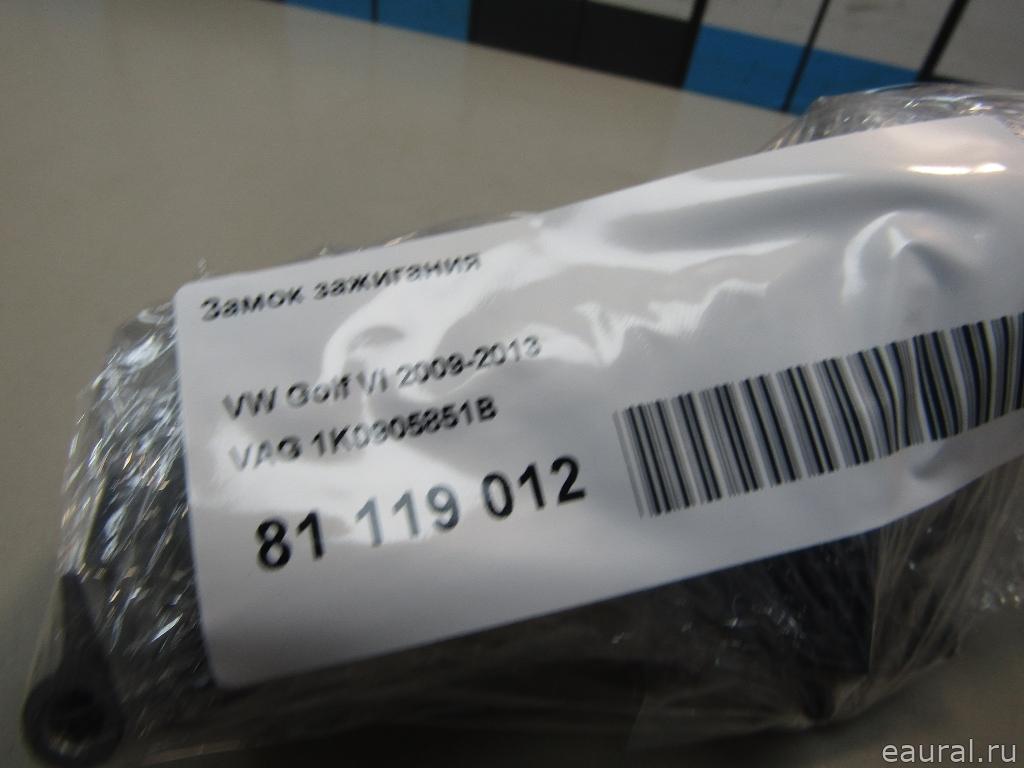 Замок зажигания
VW Golf VI 2009-2013
VAG 1K0905851B
81 119 012
eaural.ru